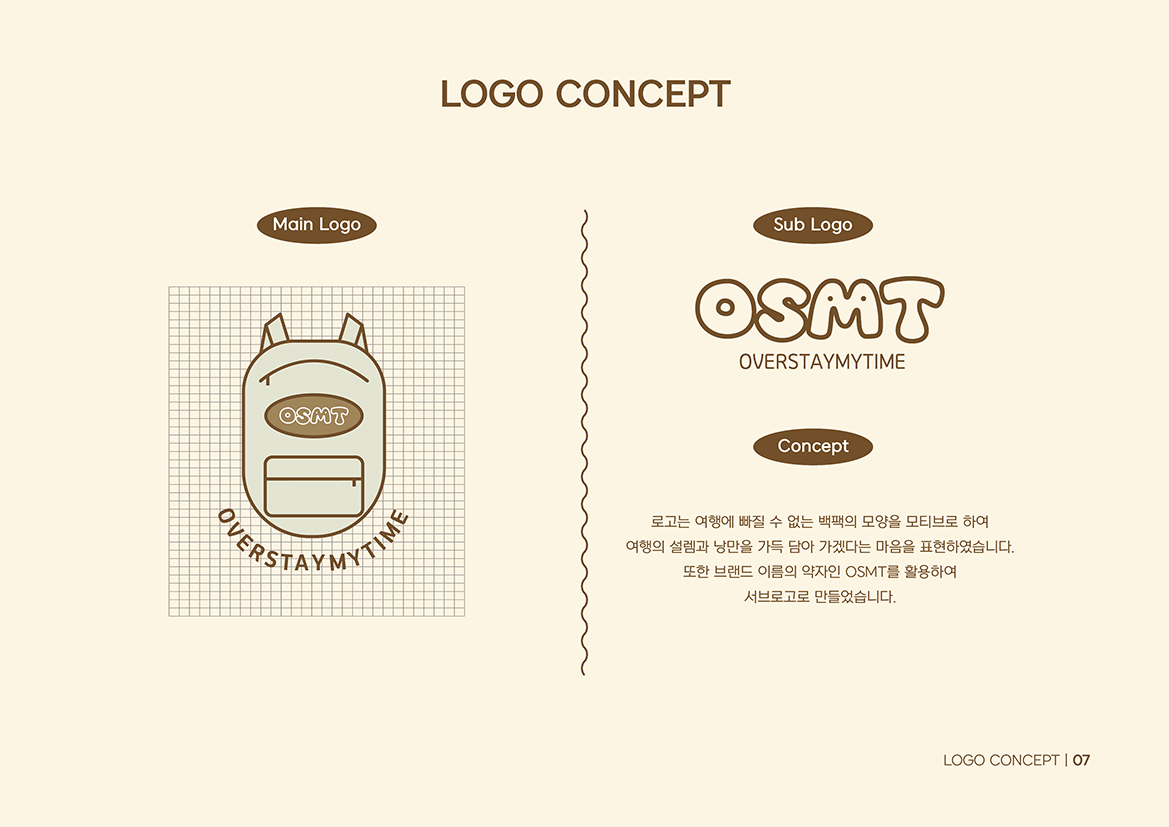 LOGO CONCEPT
Main Logo
OSMT
OVERSTAYMYTIME
Sub Logo
OSMT
OVERSTAYMYTIME
Concept
로고는 여행에 빠질 수 없는 백팩의 모양을 모티브로 하여
여행의 설렘과 낭만을 가득 담아 가겠다는 마음을 표현하였습니다.
또한 브랜드 이름의 약자인 OSMT를 활용하여
서브로고로 만들었습니다.
LOGO CONCEPT | 07